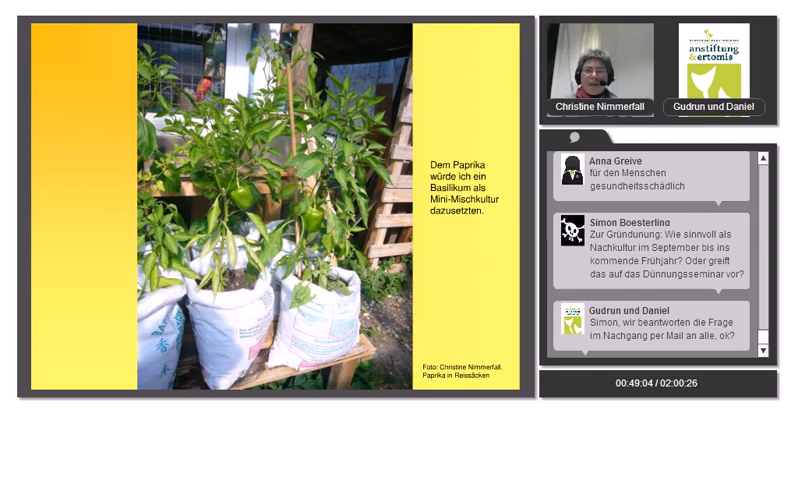 Dem Paprika
würde ich ein
Basilikum als
Mini-Mischkultur
dazusetzten.
Foto: Christine Nimmerfall.
Paprika in Reissäcken
Christine Nimmerfall
anstiftung
&ertomis
Gudrun und Daniel
Anna Greive
für den Menschen
gesundheitsschädlich
Simon Boesterling
Zur Gründunung: Wie sinnvoll als
Nachkultur im September bis ins
kommende Frühjahr? Oder greift
das auf das Dünnungsseminar vor?
Gudrun und Daniel
Simon, wir beantworten die Frage
im Nachgang per Mail an alle, ok?
00:49:04 / 02:00:26